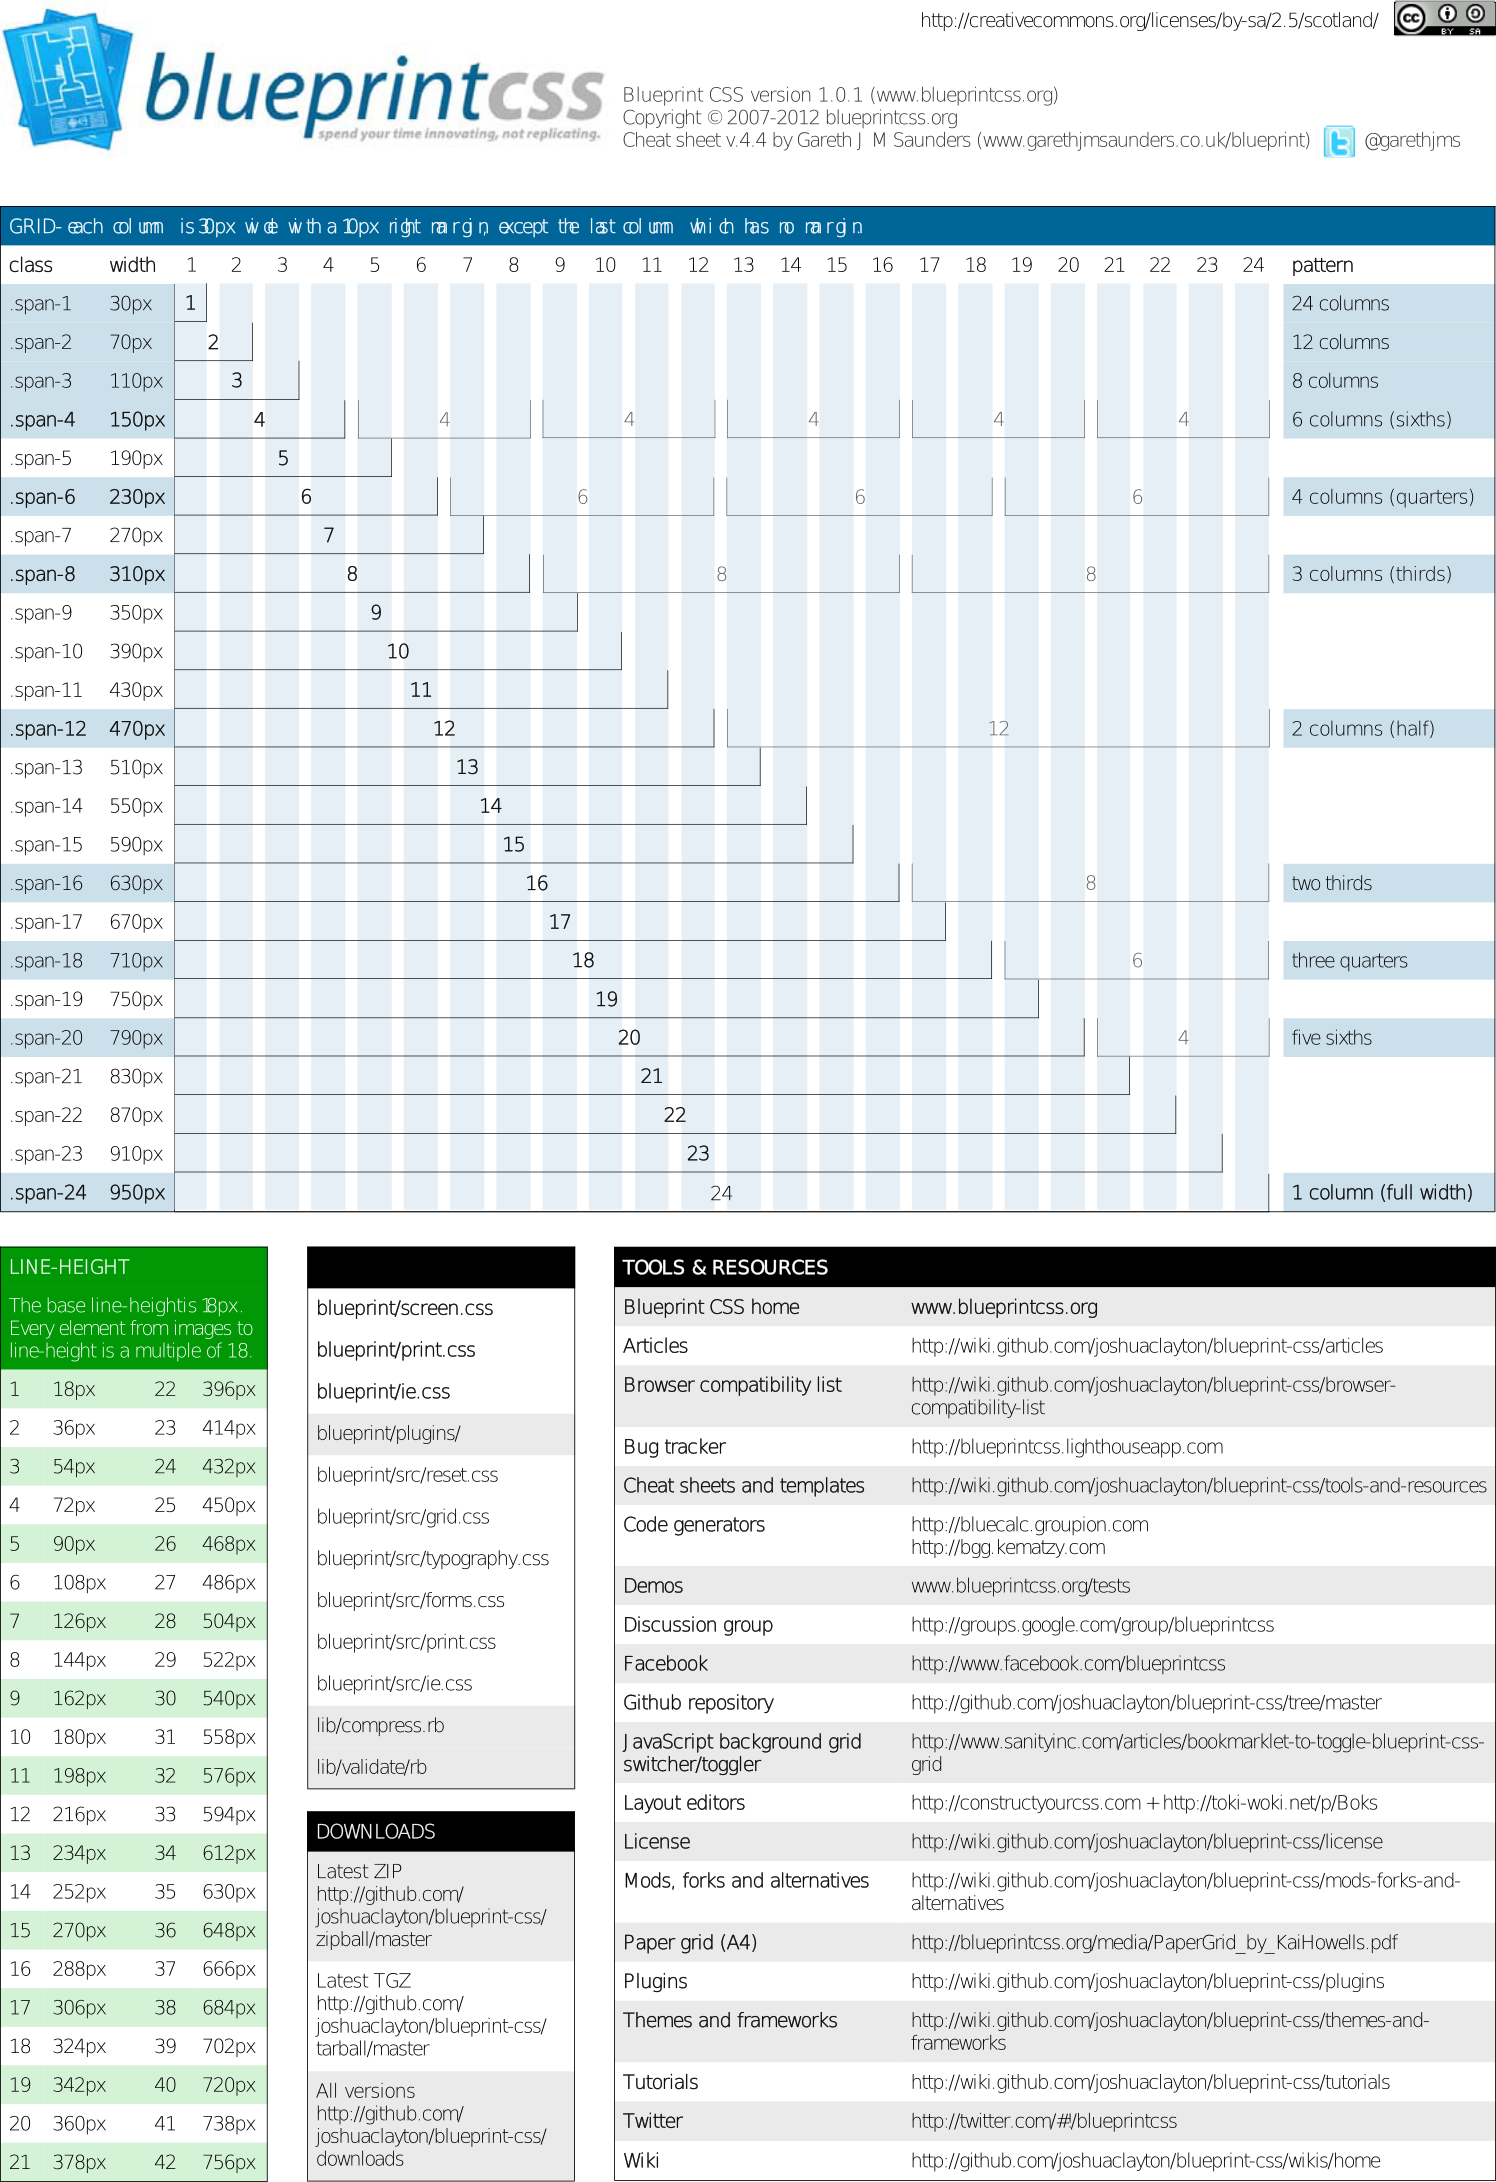 http://creativecommons.org/licenses/by-sa/2.5/scotland/
cc BY SA
blueprintcss
spend your time innovating, not replicating.
Blueprint CSS version 1.0.1 (www.blueprintcss.org)
Copyright © 2007-2012 blueprintcss.org
Cheat sheet v.4.4 by Gareth J M Saunders (www.garethjmsaunders.co.uk/blueprint) t @garethjms
GRID- each column is 30px wide with a 10px right margin, except the last column which has no margin.
class width 1 2 3 4 5 6 7 8 9 10 11 12 13 14 15 16 17 18 19 20 21 22 23 24 pattern
.span-1 30px 1 24 columns
.span-2 70px 2 12 columns
.span-3 110px 3 8 columns
.span-4 150px 4 4 4 4 4 4 6 columns (sixths)
.span-5 190px 5
.span-6 230px 6 6 6 6 4 columns (quarters)
.span-7 270px 7
.span-8 310px 8 8 8 3 columns (thirds)
.span-9 350px 9
.span-10 390px 10
.span-11 430px 11
.span-12 470px 12 12 2 columns (half)
.span-13 510px 13
.span-14 550px 14
.span-15 590px 15
.span-16 630px 16 8 two thirds
.span-17 670px 17
.span-18 710px 18 6 three quarters
.span-19 750px 19
.span-20 790px 20 4 five sixths
.span-21 830px 21
.span-22 870px 22
.span-23 910px 23
.span-24 950px 24 1 column (full width)
LINE-HEIGHT
The base line-heightis 18px.
Every element from images to
line-height is a multiple of 18.
1 18px 22 396px
2 36px 23 414px
3 54px 24 432px
4 72px 25 450px
5 90px 26 468px
6 108px 27 486px
7 126px 28 504px
8 144px 29 522px
9 162px 30 540px
10 180px 31 558px
11 198px 32 576px
12 216px 33 594px
13 234px 34 612px
14 252px 35 630px
15 270px 36 648px
16 288px 37 666px
17 306px 38 684px
18 324px 39 702px
19 342px 40 720px
20 360px 41 738px
21 378px 42 756px
blueprint/screen.css
blueprint/print.css
blueprint/ie.css
blueprint/plugins/
blueprint/src/reset.css
blueprint/src/grid.css
blueprint/src/typography.css
blueprint/src/forms.css
blueprint/src/print.css
blueprint/src/ie.css
lib/compress.rb
lib/validate/rb
DOWNLOADS
Latest ZIP
http://github.com/
joshuaclayton/blueprint-css/
zipball/master
Latest TGZ
http://github.com/
joshuaclayton/blueprint-css/
tarball/master
All versions
http://github.com/
joshuaclayton/blueprint-css/
downloads
TOOLS & RESOURCES
Blueprint CSS home www.blueprintcss.org
Articles http://wiki.github.com/joshuaclayton/blueprint-css/articles
Browser compatibility list http://wiki.github.com/joshuaclayton/blueprint-css/browser-
compatibility-list
Bug tracker http://blueprintcss.lighthouseapp.com
Cheat sheets and templates http://wiki.github.com/joshuaclayton/blueprint-css/tools-and-resources
Code generators http://bluecalc.groupion.com
http://bgg.kematzy.com
Demos www.blueprintcss.org/tests
Discussion group http://groups.google.com/group/blueprintcss
Facebook http://www.facebook.com/blueprintcss
Github repository http://github.com/joshuaclayton/blueprint-css/tree/master
JavaScript background grid http://www.sanityinc.com/articles/bookmarklet-to-toggle-blueprint-css-
switcher/toggler grid
Layout editors http://constructyourcss.com + http://toki-woki.net/p/Boks
License http://wiki.github.com/joshuaclayton/blueprint-css/license
Mods, forks and alternatives http://wiki.github.com/joshuaclayton/blueprint-css/mods-forks-and-
alternatives
Paper grid (A4) http://blueprintcss.org/media/PaperGrid_by_KaiHowells.pdf
Plugins http://wiki.github.com/joshuaclayton/blueprint-css/plugins
Themes and frameworks http://wiki.github.com/joshuaclayton/blueprint-css/themes-and-
frameworks
Tutorials http://wiki.github.com/joshuaclayton/blueprint-css/tutorials
Twitter http://twitter.com/#!/blueprintcss
Wiki http://github.com/joshuaclayton/blueprint-css/wikis/home